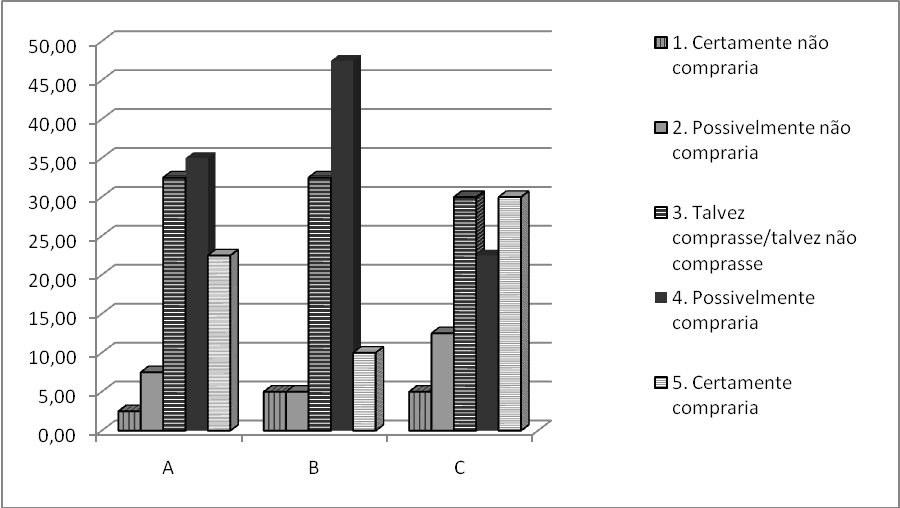 50,00
45,00
40,00
35,00
30,00
25,00
20,00
15,00
10,00
5,00
0,00
A
B
C
1. Certamente não
compraria
2. Possivelmente não
compraria
3. Talvez
comprasse/talvez não
comprasse
4. Possivelmente
compraria
5. Certamente
compraria